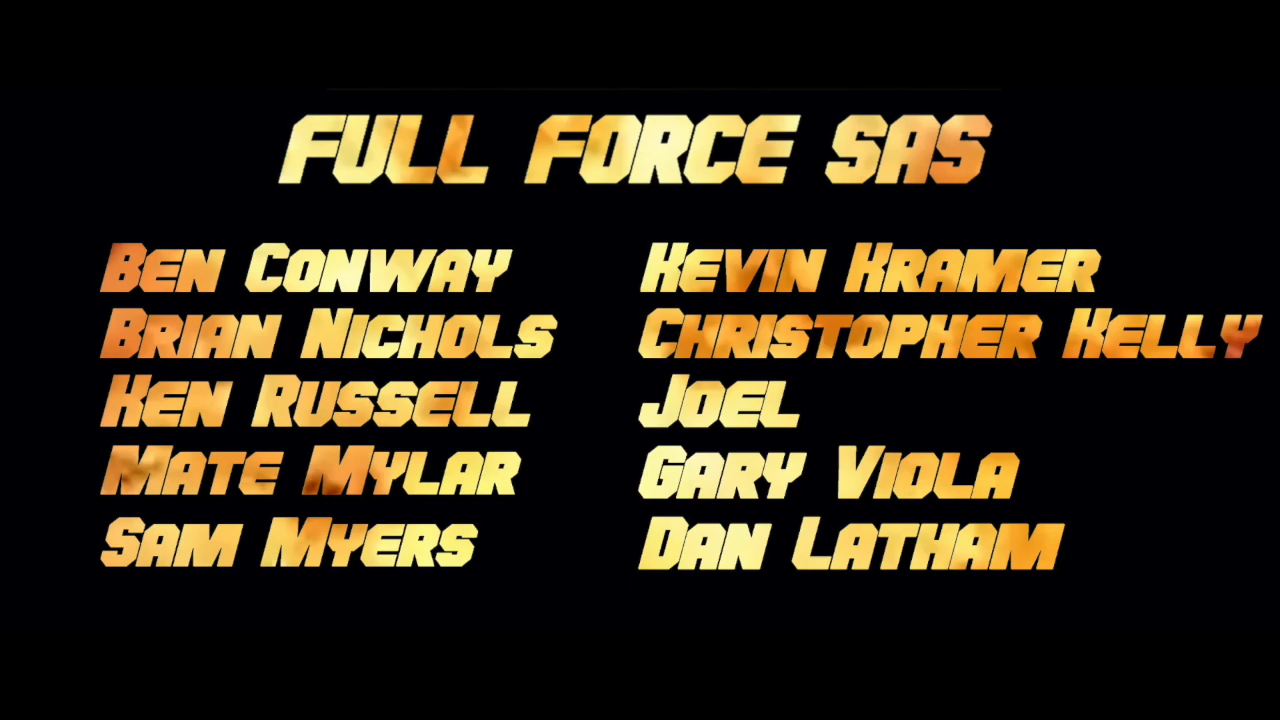 FULL FORCE SAS
BEN CONWAY
BRIAN NICHOLS
KEN RUSSELL
MATE MYLAR
SAM MYERS
KEVIN KRAMER
CHRISTOPHER KELLY
JOEL
GARY VIOLA
DAN LATHAM